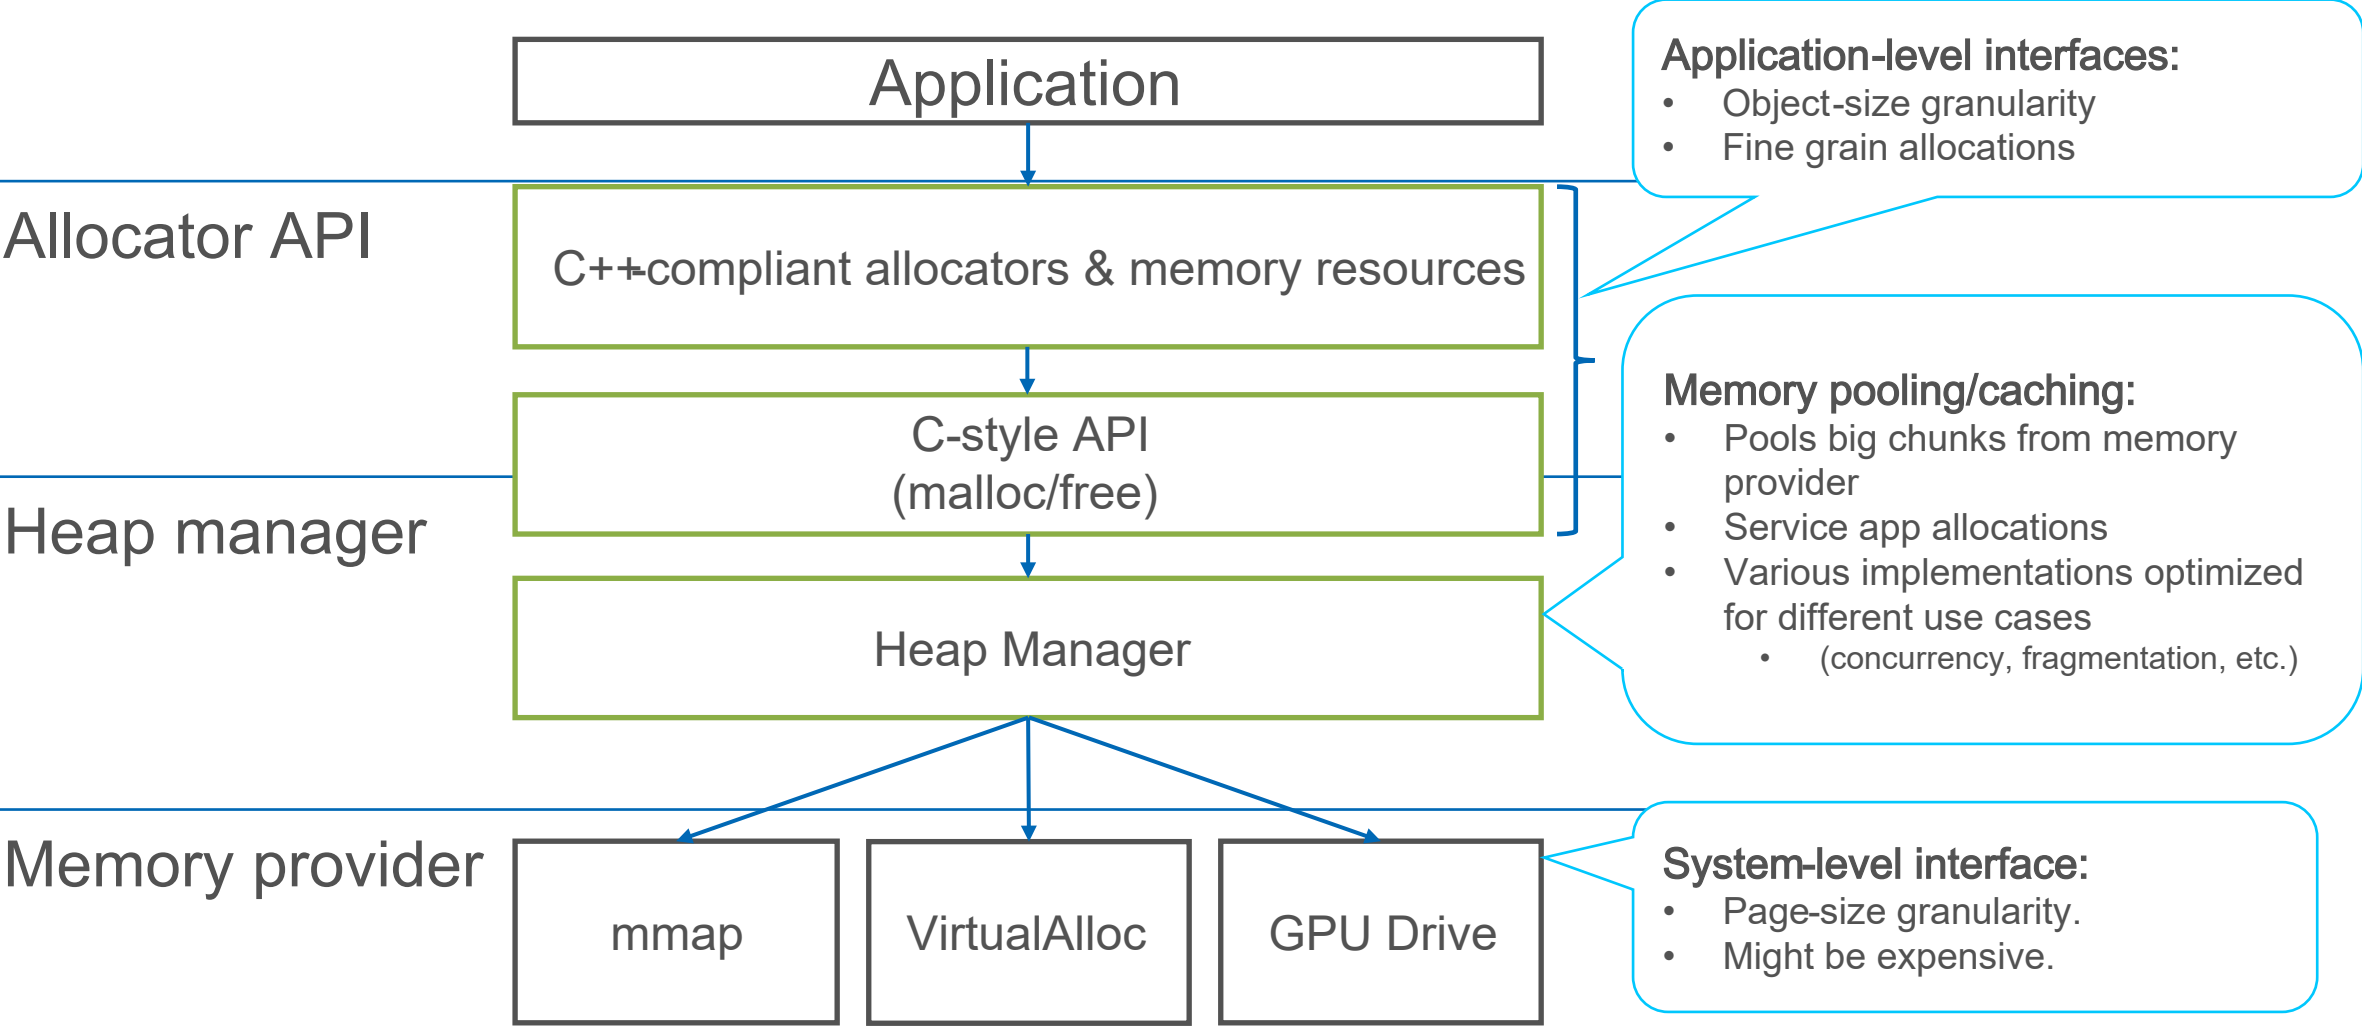 Application
Application-level interfaces:
• Object-size granularity
• Fine grain allocations
Allocator API
C++-compliant allocators & memory resources
C-style API
(malloc/free)
Heap manager
Heap Manager
Memory pooling/caching:
• Pools big chunks from memory
provider
• Service app allocations
• Various implementations optimized
for different use cases
• (concurrency, fragmentation, etc.)
Memory provider
mmap
VirtualAlloc
GPU Drive
System-level interface:
• Page-size granularity.
• Might be expensive.